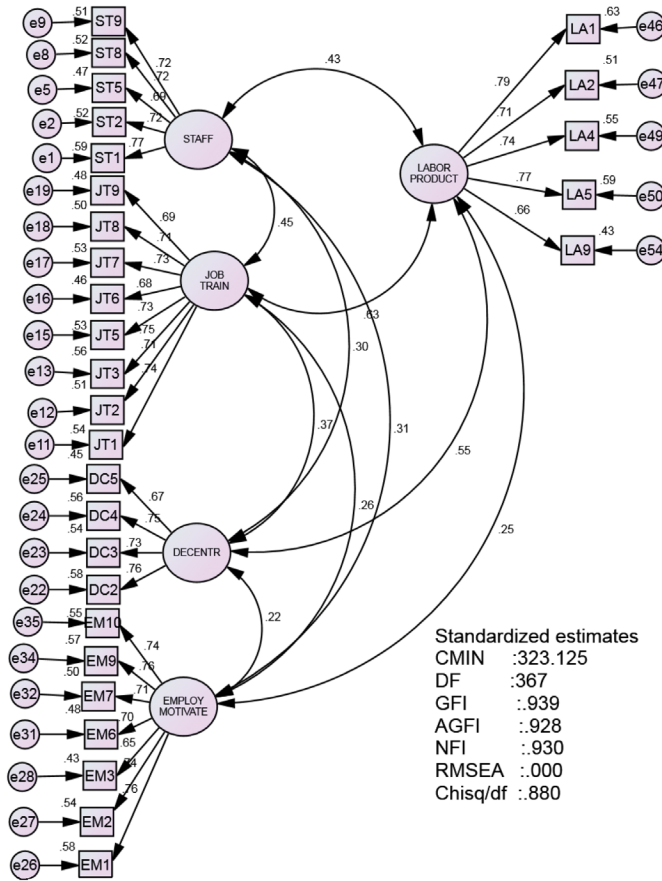 e9 .51 ST9
e8 .52 ST8
e5 .47 ST5
e2 .52 ST2
e1 .59 ST1
.72
.72
.69
.72
.77
STAFF
e19 .48 JT9
e18 .50 JT8
e17 .53 JT7
e16 .46 JT6
e15 .53 JT5
e13 .56 JT3
e12 .51 JT2
e11 .54 JT1
.69
.71
.73
.68
.73
.75
.71
.74
JOB
TRAIN
e25 .45 DC5
e24 .56 DC4
e23 .54 DC3
e22 .58 DC2
.67
.75
.73
.76
DECENTR
e35 .55 EM10
e34 .57 EM9
e32 .50 EM7
e31 .48 EM6
e28 .43 EM3
e27 .54 EM2
e26 .58 EM1
.74
.76
.71
.70
.65
.74
.76
EMPLOY
MOTIVATE
.43
.45
.63
.30
.37
.31
.26
.55
.25
.22
LABOR
PRODUCT
.79
.71
.74
.77
.66
.63 LA1 e46
.51 LA2 e47
.55 LA4 e49
.59 LA5 e50
.43 LA9 e54
Standardized estimates
CMIN :323.125
DF :367
GFI :.939
AGFI :.928
NFI :.930
RMSEA :.000
Chisq/df :.880